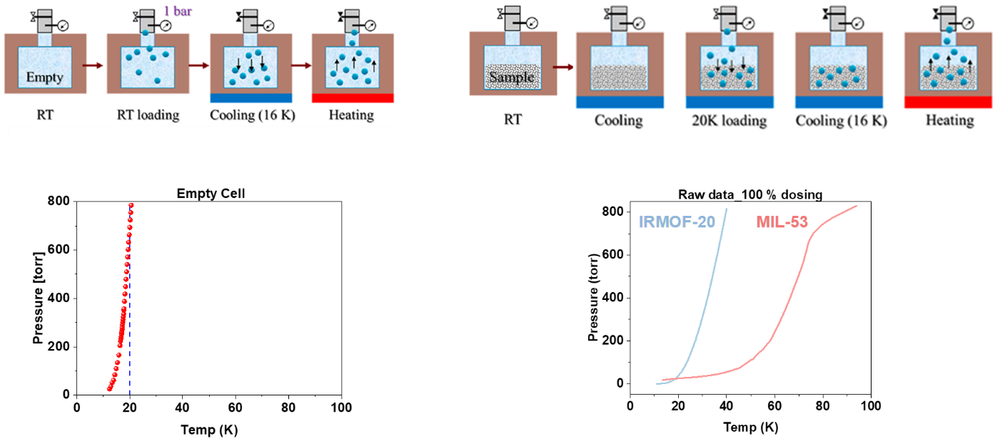 1 bar
Empty
RT
RT loading
Cooling (16 K)
Heating
Sample
RT
Cooling
20K loading
Cooling (16 K)
Heating
Empty Cell
800
600
400
200
0
0 20 40 60 80 100
Pressure [torr]
Temp (K)
Raw data_100 % dosing
IRMOF-20 MIL-53
800
600
400
200
0
0 20 40 60 80 100
Pressure (torr)
Temp (K)